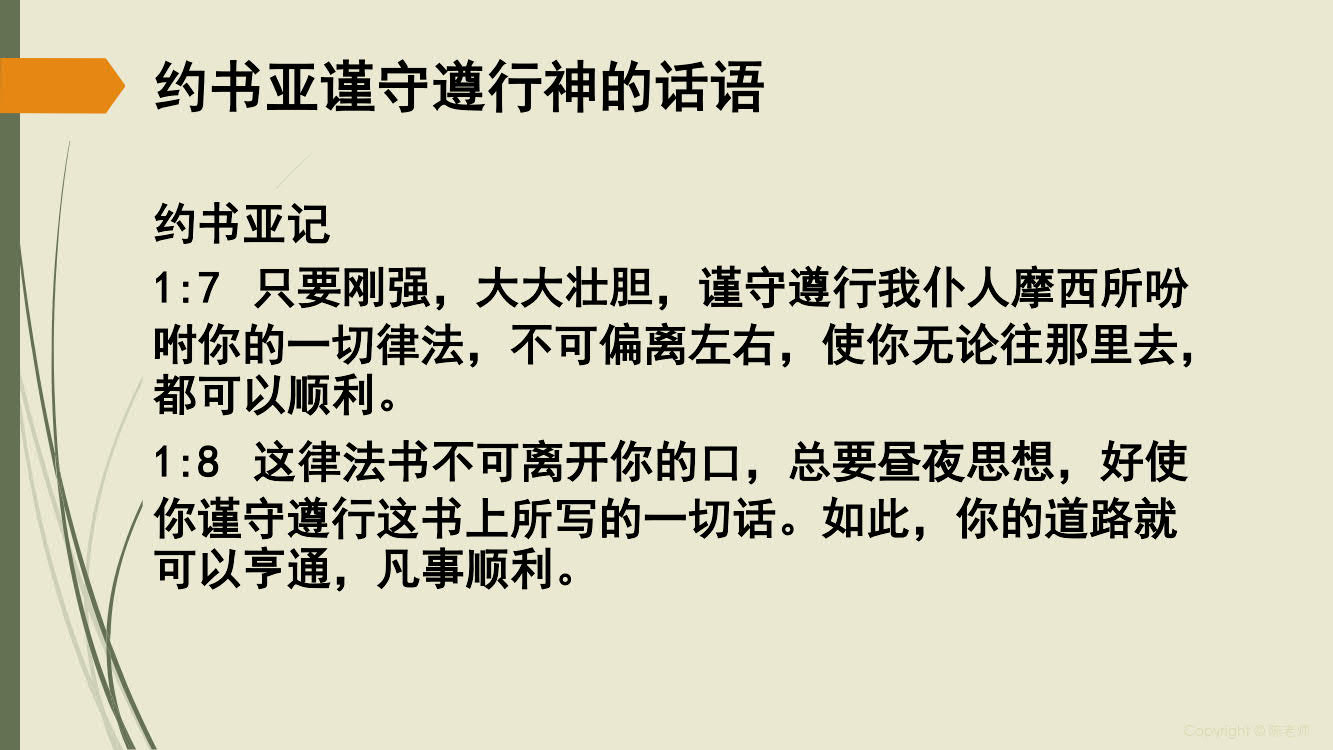 约书亚谨守遵行神的话语
约书亚记
1:7 只要刚强，大大壮胆，谨守遵行我仆人摩西所吩
咐你的一切律法，不可偏离左右，使你无论往那里去，
都可以顺利。
1:8 这律法书不可离开你的口，总要昼夜思想，好使
你谨守遵行这书上所写的一切话。如此，你的道路就
可以亨通，凡事顺利。
Copyright © 陈老师